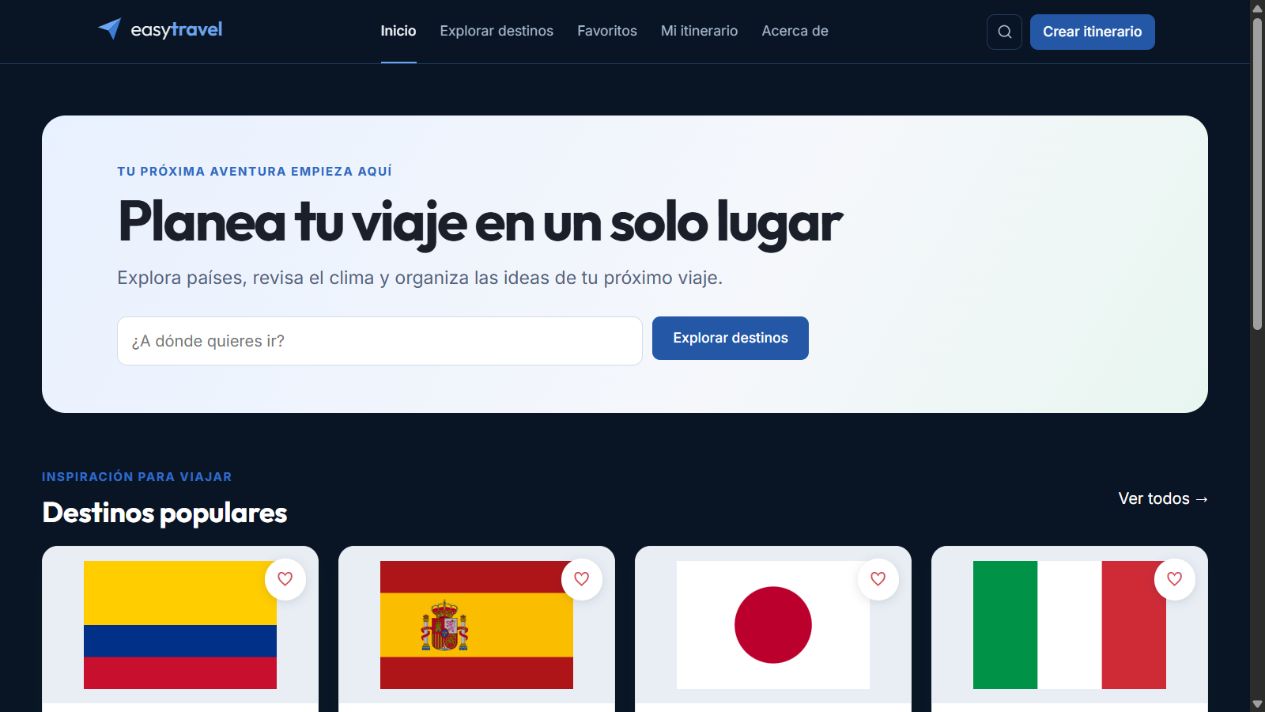 easytravel
Inicio Explorar destinos Favoritos Mi itinerario Acerca de
Crear itinerario
TU PRÓXIMA AVENTURA EMPIEZA AQUÍ
Planea tu viaje en un solo lugar
Explora países, revisa el clima y organiza las ideas de tu próximo viaje.
¿A dónde quieres ir?
Explorar destinos
INSPIRACIÓN PARA VIAJAR
Destinos populares
Ver todos →